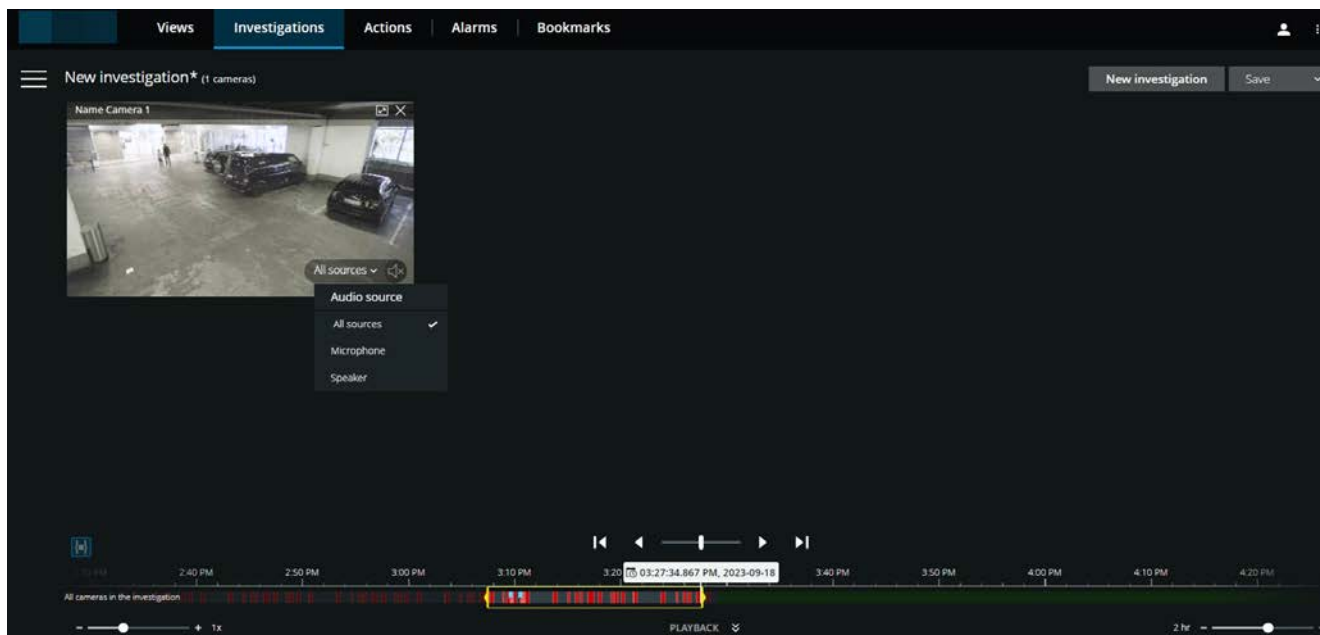 Views Investigations Actions Alarms Bookmarks
New investigation* (1 cameras)
New investigation Save
Name Camera 1
All sources
Audio source
All sources
Microphone
Speaker
2:40 PM 2:50 PM 3:00 PM 3:10 PM 3:20 03:27:34.867 PM, 2023-09-18 3:40 PM 3:50 PM 4:00 PM 4:10 PM 4:20 PM
All cameras in the investigation
- + 1x PLAYBACK 2 hr -